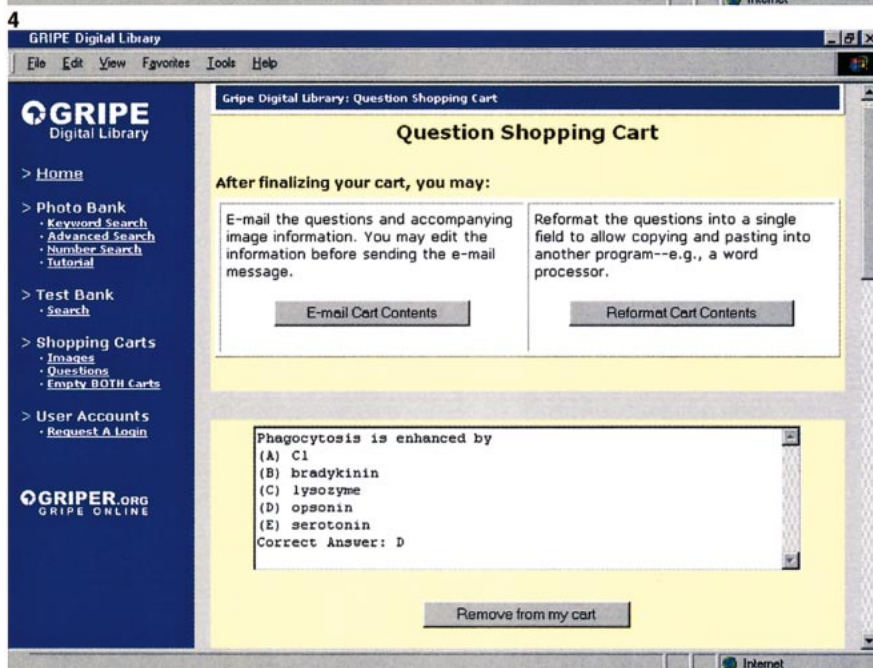 Internet
4
GRIPE Digital Library
File Edit View Favorites Tools Help
GRIPE
Digital Library
> Home
> Photo Bank
· Keyword Search
· Advanced Search
· Number Search
· Tutorial
> Test Bank
· Search
> Shopping Carts
· Images
· Questions
· Empty BOTH Carts
> User Accounts
· Request A Login
GRIPER.ORG
GRIPE ONLINE
Gripe Digital Library: Question Shopping Cart
Question Shopping Cart
After finalizing your cart, you may:
E-mail the questions and accompanying
image information. You may edit the
information before sending the e-mail
message.
E-mail Cart Contents
Reformat the questions into a single
field to allow copying and pasting into
another program--e.g., a word
processor.
Reformat Cart Contents
Phagocytosis is enhanced by
(A) C1
(B) bradykinin
(C) lysozyme
(D) opsonin
(E) serotonin
Correct Answer: D
Remove from my cart
Internet